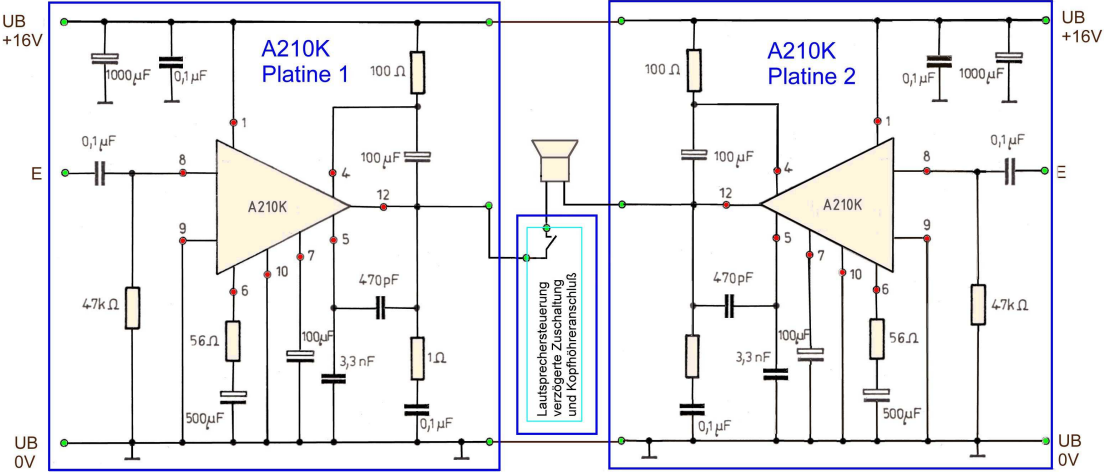 UB
+16V
A210K
Platine 1
1000µF
0,1µF
100Ω
1
0,1µF
E
8
100µF
4
A210K
12
9
5
7
10
6
470pF
47kΩ
56Ω
100µF
3,3nF
1Ω
500µF
0,1µF
UB
0V
Lautsprechersteuerung
verzögerte Zuschaltung
und Kopfhöhreranschluß
UB
+16V
A210K
Platine 2
100Ω
0,1µF
1000µF
1
0,1µF
E
8
100µF
4
A210K
12
9
5
7
10
6
470pF
47kΩ
56Ω
100µF
3,3nF
500µF
0,1µF
UB
0V